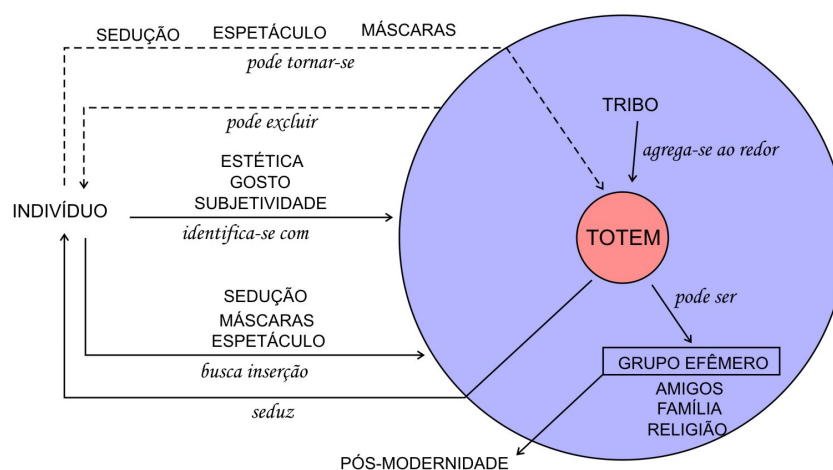 SEDUÇÃO ESPETÁCULO MÁSCARAS
pode tornar-se
pode excluir
TRIBO
agrega-se ao redor
ESTÉTICA
GOSTO
SUBJETIVIDADE
INDIVÍDUO
identifica-se com
TOTEM
SEDUÇÃO
MÁSCARAS
ESPETÁCULO
busca inserção
seduz
pode ser
GRUPO EFÊMERO
AMIGOS
FAMÍLIA
RELIGIÃO
PÓS-MODERNIDADE